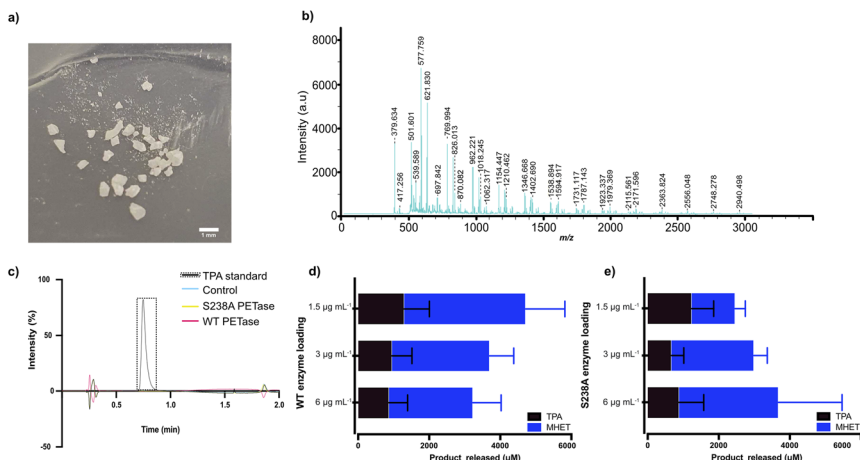 a)
1 mm
b)
Intensity (a.u)
8000
6000
4000
2000
0
379.634
417.256
501.601
539.589
577.759
621.830
697.842
769.994
826.013
870.082
962.221
1018.245
1062.317
1154.447
1210.462
1346.668
1402.690
1538.894
1594.917
1731.117
1787.143
1923.337
1979.369
2115.561
2171.596
2363.824
2556.048
2748.278
2940.498
0 500 1000 1500 2000 2500 3000
m/z
c)
TPA standard
Control
S238A PETase
WT PETase
Intensity (%)
100
50
0
-50
0.5 1.0 1.5 2.0
Time (min)
d)
WT enzyme loading
1.5 µg mL⁻¹
3 µg mL⁻¹
6 µg mL⁻¹
TPA
MHET
0 2000 4000 6000
Product released (uM)
e)
S238A enzyme loading
1.5 µg mL⁻¹
3 µg mL⁻¹
6 µg mL⁻¹
TPA
MHET
0 2000 4000 6000
Product released (µM)